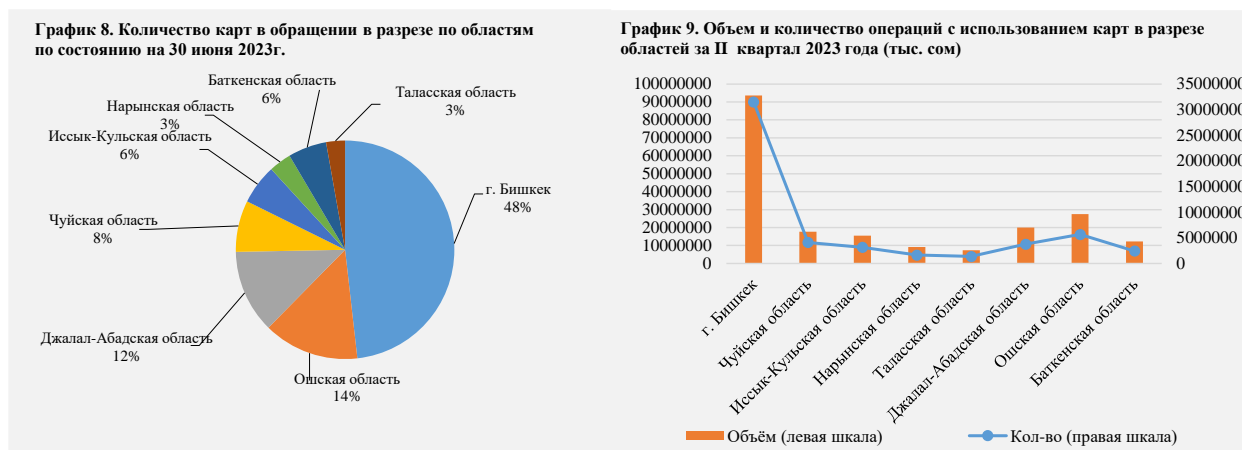 График 8. Количество карт в обращении в разрезе по областям
по состоянию на 30 июня 2023г.
Баткенская область
6%
Таласская область
3%
Нарынская область
3%
Иссык-Кульская область
6%
г. Бишкек
48%
Чуйская область
8%
Джалал-Абадская область
12%
Ошская область
14%
График 9. Объем и количество операций с использованием карт в разрезе
областей за II квартал 2023 года (тыс. сом)
100000000
90000000
80000000
70000000
60000000
50000000
40000000
30000000
20000000
10000000
0
35000000
30000000
25000000
20000000
15000000
10000000
5000000
0
г. Бишкек
Чуйская область
Иссык-Кульская область
Нарынская область
Таласская область
Джалал-Абадская область
Ошская область
Баткенская область
Объём (левая шкала)
Кол-во (правая шкала)